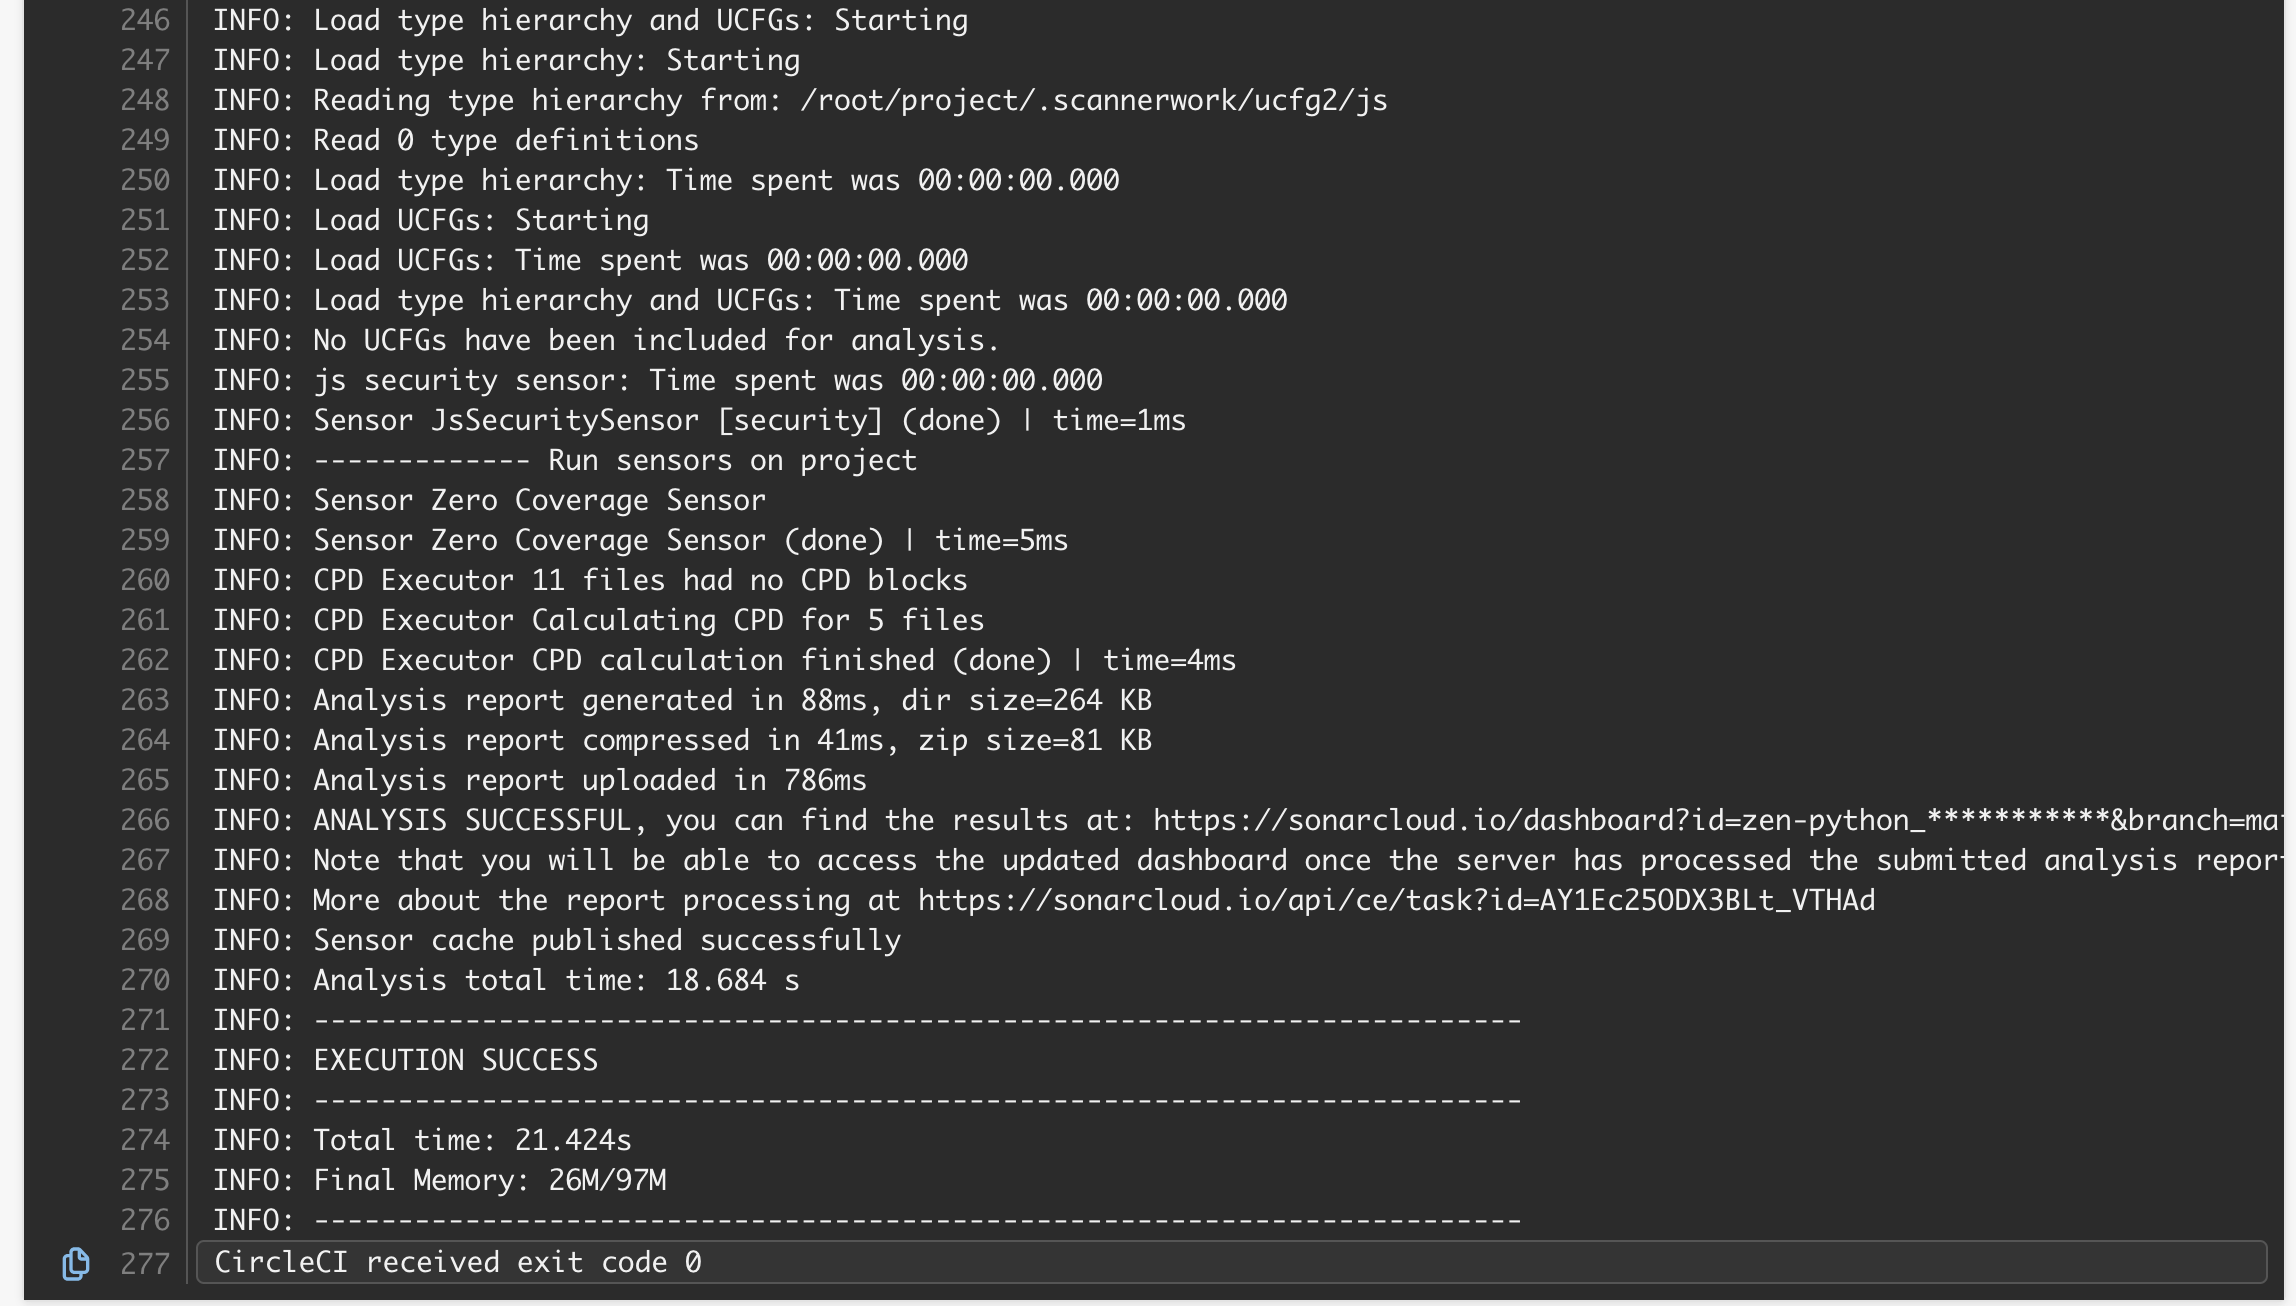 246 INFO: Load type hierarchy and UCFGs: Starting
247 INFO: Load type hierarchy: Starting
248 INFO: Reading type hierarchy from: /root/project/.scannerwork/ucfg2/js
249 INFO: Read 0 type definitions
250 INFO: Load type hierarchy: Time spent was 00:00:00.000
251 INFO: Load UCFGs: Starting
252 INFO: Load UCFGs: Time spent was 00:00:00.000
253 INFO: Load type hierarchy and UCFGs: Time spent was 00:00:00.000
254 INFO: No UCFGs have been included for analysis.
255 INFO: js security sensor: Time spent was 00:00:00.000
256 INFO: Sensor JsSecuritySensor [security] (done) | time=1ms
257 INFO: ------------- Run sensors on project
258 INFO: Sensor Zero Coverage Sensor
259 INFO: Sensor Zero Coverage Sensor (done) | time=5ms
260 INFO: CPD Executor 11 files had no CPD blocks
261 INFO: CPD Executor Calculating CPD for 5 files
262 INFO: CPD Executor CPD calculation finished (done) | time=4ms
263 INFO: Analysis report generated in 88ms, dir size=264 KB
264 INFO: Analysis report compressed in 41ms, zip size=81 KB
265 INFO: Analysis report uploaded in 786ms
266 INFO: ANALYSIS SUCCESSFUL, you can find the results at: https://sonarcloud.io/dashboard?id=zen-python_***********&branch=ma
267 INFO: Note that you will be able to access the updated dashboard once the server has processed the submitted analysis repor
268 INFO: More about the report processing at https://sonarcloud.io/api/ce/task?id=AY1Ec25ODX3BLt_VTHAd
269 INFO: Sensor cache published successfully
270 INFO: Analysis total time: 18.684 s
271 INFO: ------------------------------------------------------------------------
272 INFO: EXECUTION SUCCESS
273 INFO: ------------------------------------------------------------------------
274 INFO: Total time: 21.424s
275 INFO: Final Memory: 26M/97M
276 INFO: ------------------------------------------------------------------------
277 CircleCI received exit code 0